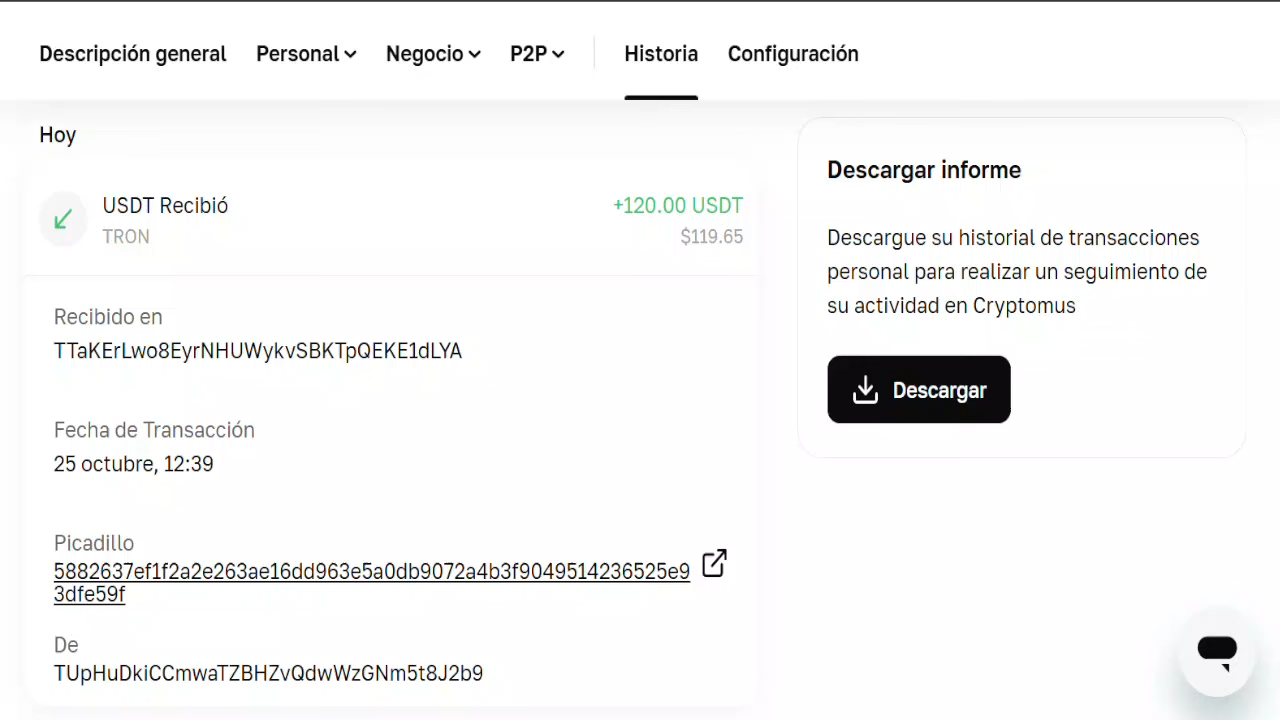 Descripción general Personal Negocio P2P Historia Configuración
Hoy
USDT Recibió +120.00 USDT
TRON $119.65
Recibido en
TTaKErLwo8EyrNHUWykvSBKTpQEKE1dLYA
Fecha de Transacción
25 octubre, 12:39
Picadillo
5882637ef1f2a2e263ae16dd963e5a0db9072a4b3f9049514236525e9
3dfe59f
De
TUpHuDkiCCmwaTZBHZvQdwWzGNm5t8J2b9
Descargar informe
Descargue su historial de transacciones
personal para realizar un seguimiento de
su actividad en Cryptomus
Descargar